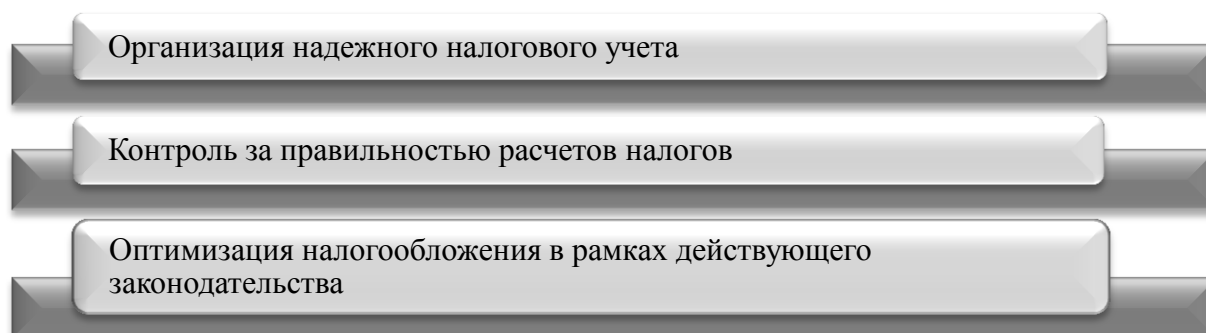 Организация надежного налогового учета
Контроль за правильностью расчетов налогов
Оптимизация налогообложения в рамках действующего
законодательства